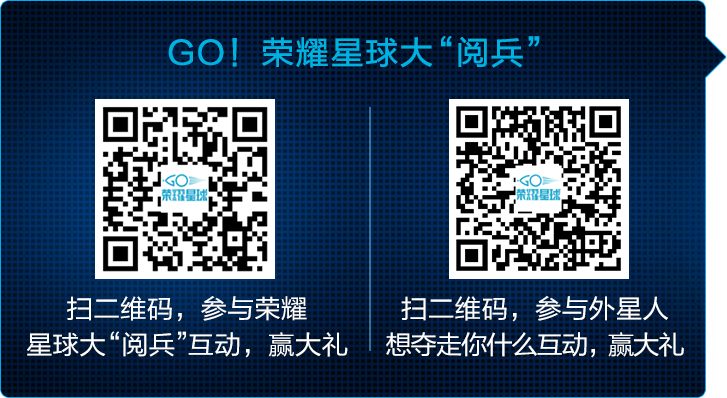 GO！荣耀星球大“阅兵”
GO
荣耀星球
GO
荣耀星球
扫二维码，参与荣耀
星球大“阅兵”互动，赢大礼
扫二维码，参与外星人
想夺走你什么互动，赢大礼